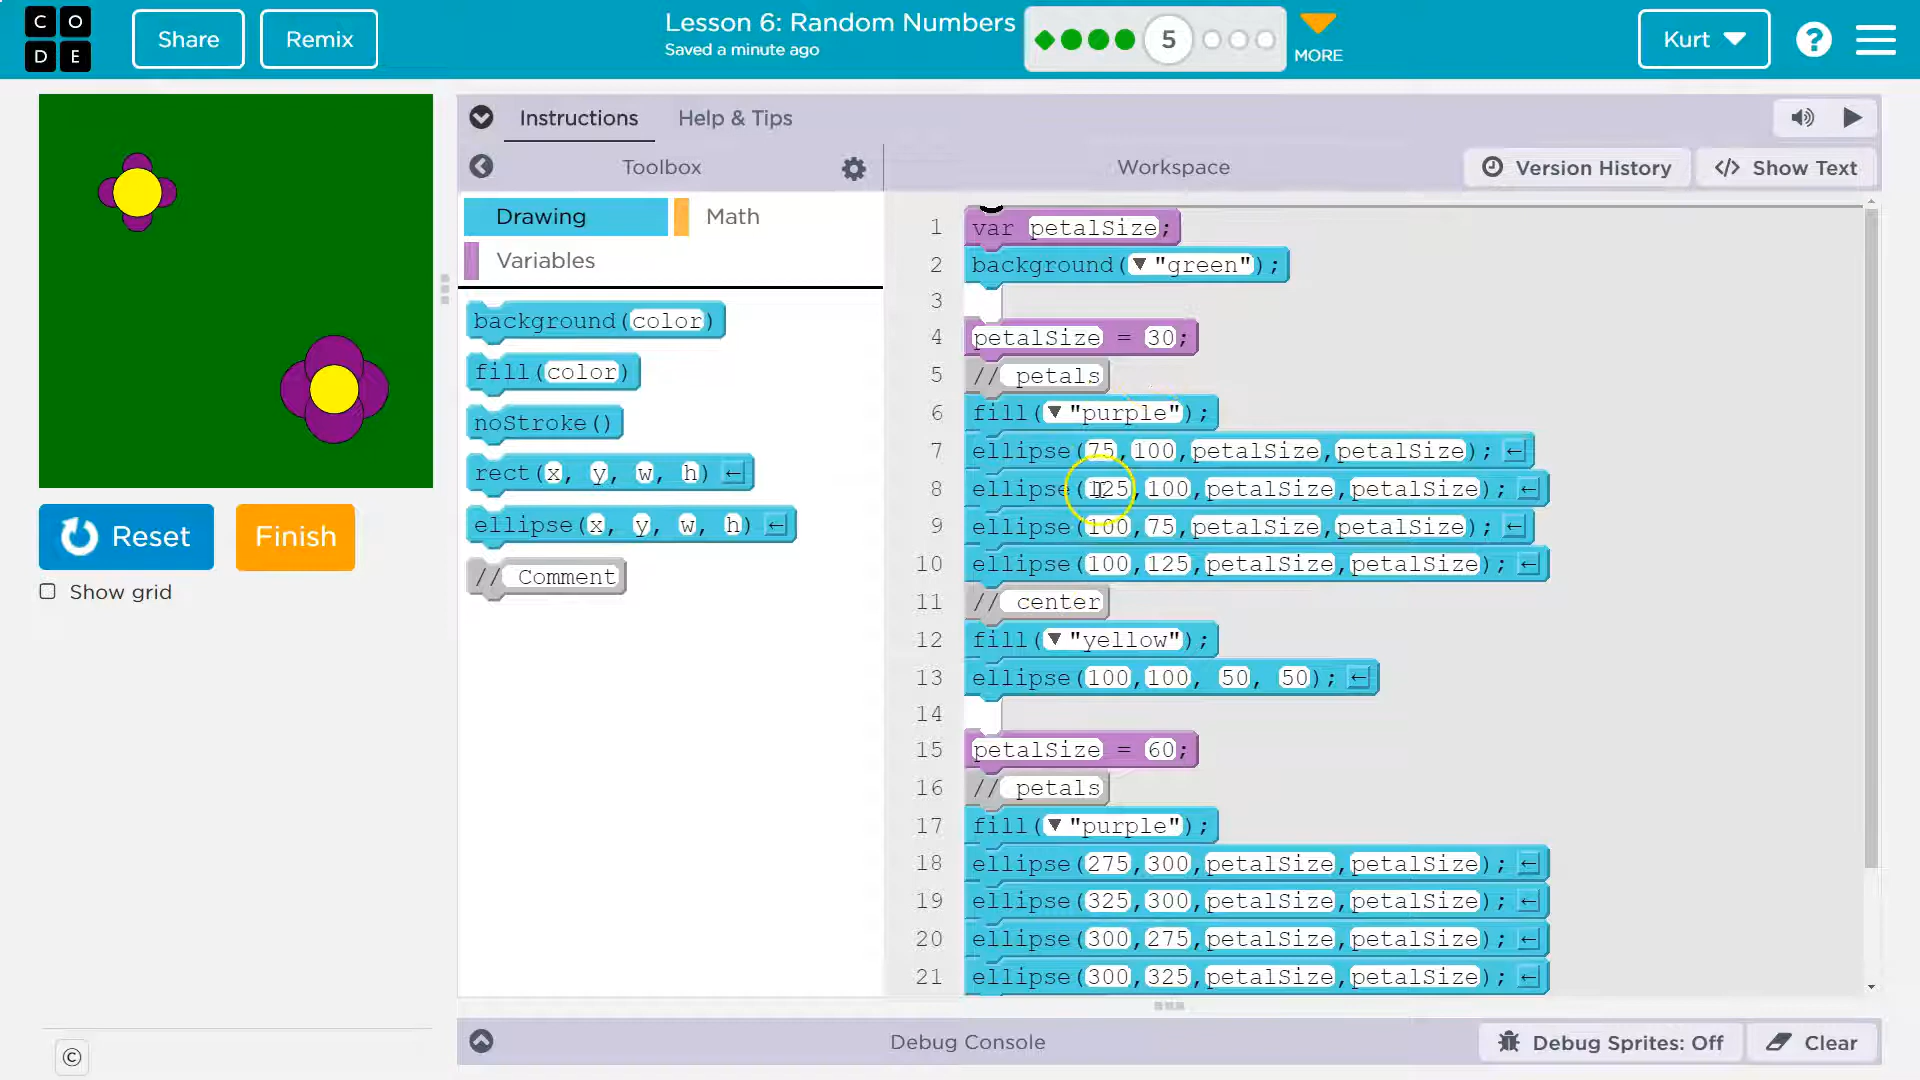 C O D E
Share
Remix
Lesson 6: Random Numbers
Saved a minute ago
5
MORE
Kurt
?
Instructions
Help & Tips
Toolbox
Workspace
Version History
</> Show Text
Drawing
Math
Variables
background(color)
fill(color)
noStroke()
rect(x, y, w, h) ←
ellipse(x, y, w, h) ←
// Comment
Reset
Finish
Show grid
1 var petalSize;
2 background(▼"green");
3
4 petalSize = 30;
5 // petals
6 fill(▼"purple");
7 ellipse(75,100,petalSize,petalSize); ←
8 ellipse(125,100,petalSize,petalSize); ←
9 ellipse(100,75,petalSize,petalSize); ←
10 ellipse(100,125,petalSize,petalSize); ←
11 // center
12 fill(▼"yellow");
13 ellipse(100,100, 50, 50); ←
14
15 petalSize = 60;
16 // petals
17 fill(▼"purple");
18 ellipse(275,300,petalSize,petalSize); ←
19 ellipse(325,300,petalSize,petalSize); ←
20 ellipse(300,275,petalSize,petalSize); ←
21 ellipse(300,325,petalSize,petalSize); ←
©
Debug Console
Debug Sprites: Off
Clear